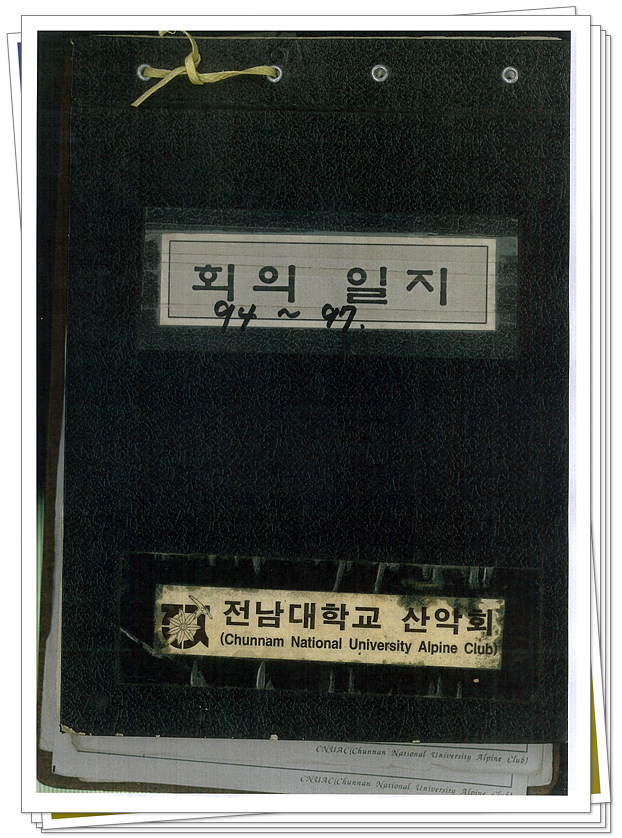 회의 일지
94 ~ 97.
전남대학교 산악회
(Chunnam National University Alpine Club)
CNUAC(Chunnan National University Alpine Club)
CNUAC(Chunnan National University Alpine Club)